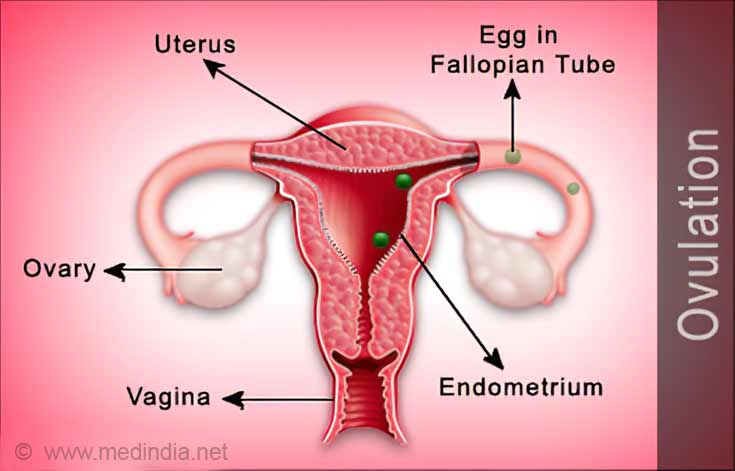 Uterus
Egg in
Fallopian Tube
Ovary
Endometrium
Vagina
Ovulation
© www.medindia.net